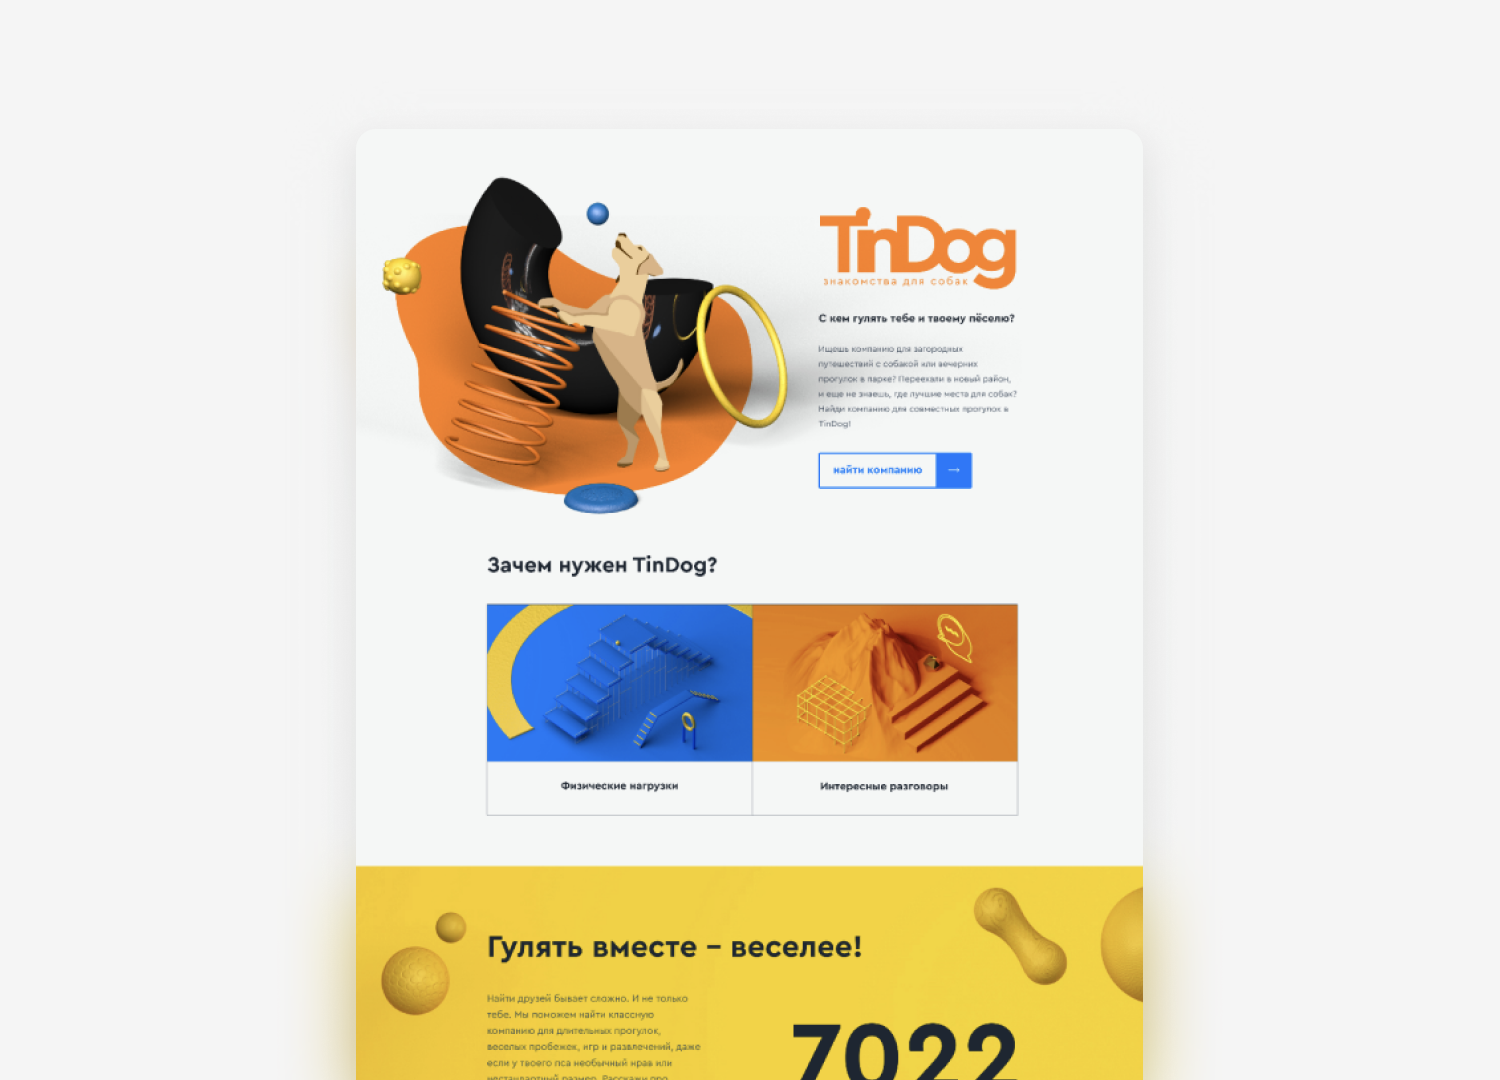 TinDog
знакомства для собак
С кем гулять тебе и твоему пёселю?
Ищешь компанию для загородных
путешествий с собакой или вечерних
прогулок в парке? Переехали в новый район,
и еще не знаешь, где лучшие места для собак?
Найди компанию для совместных прогулок в
TinDog!
найти компанию →
Зачем нужен TinDog?
Физические нагрузки
Интересные разговоры
Гулять вместе – веселее!
Найти друзей бывает сложно. И не только
тебе. Мы поможем найти классную
компанию для длительных прогулок,
веселых пробежек, игр и развлечений, даже
если у твоего пса необычный нрав или
нестандартный размер. Расскажи про
7022